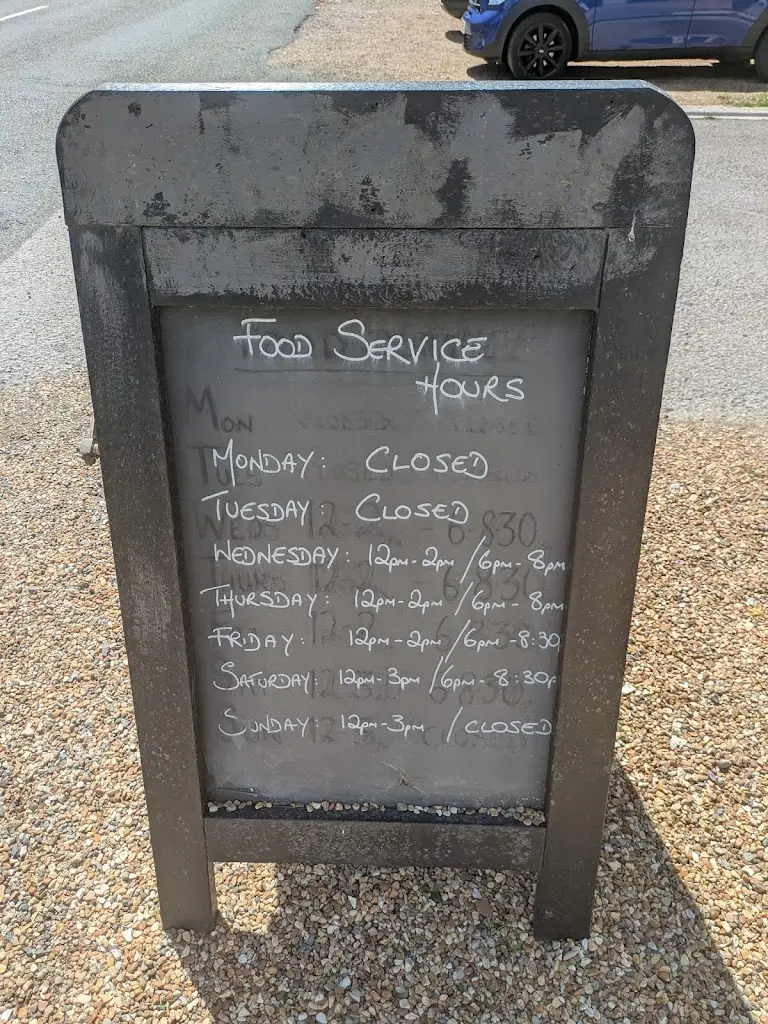 FOOD SERVICE
HOURS
MONDAY: CLOSED
TUESDAY: CLOSED
WEDNESDAY: 12PM-2PM / 6PM-8PM
THURSDAY: 12PM-2PM / 6PM-8PM
FRIDAY: 12PM-2PM / 6PM-8:30
SATURDAY: 12PM-3PM / 6PM-8:30P
SUNDAY: 12PM-3PM / CLOSED